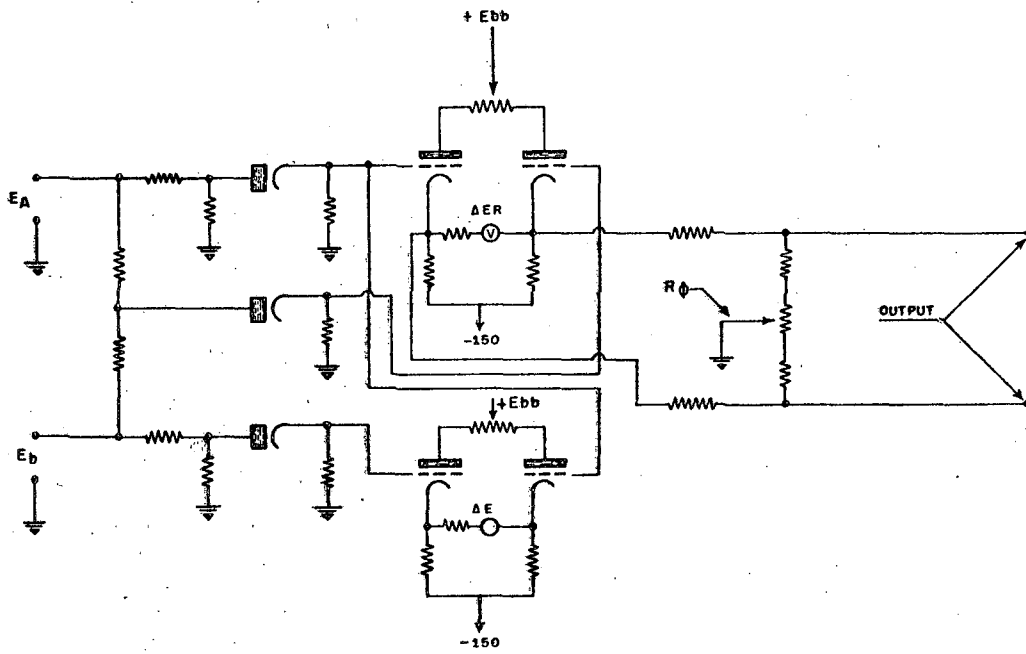 + Ebb
EA
ΔER
V
-150
Rϕ
OUTPUT
+Ebb
Eb
ΔE
-150